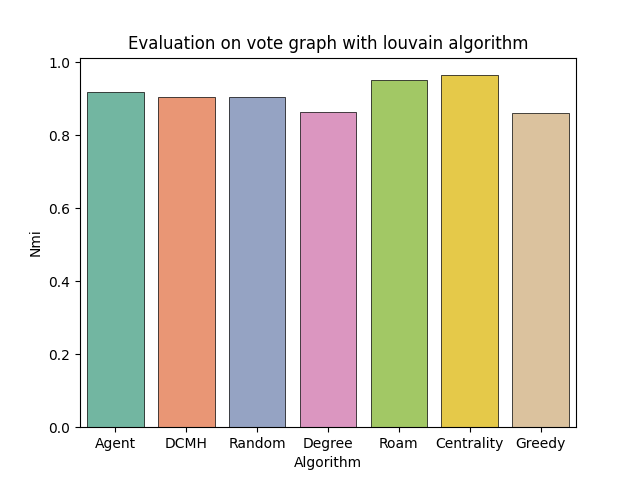 Evaluation on vote graph with louvain algorithm
1.0
0.8
0.6
0.4
0.2
0.0
Nmi
Agent DCMH Random Degree Roam Centrality Greedy
Algorithm